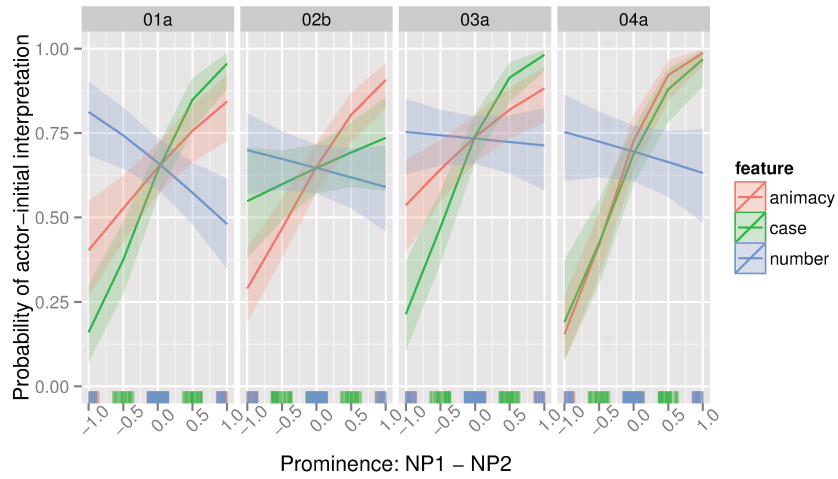 01a 02b 03a 04a
Probability of actor−initial interpretation
1.00
0.75
0.50
0.25
0.00
−1.0 −0.5 0.0 0.5 1.0 −1.0 −0.5 0.0 0.5 1.0 −1.0 −0.5 0.0 0.5 1.0 −1.0 −0.5 0.0 0.5 1.0
Prominence: NP1 − NP2
feature
animacy
case
number